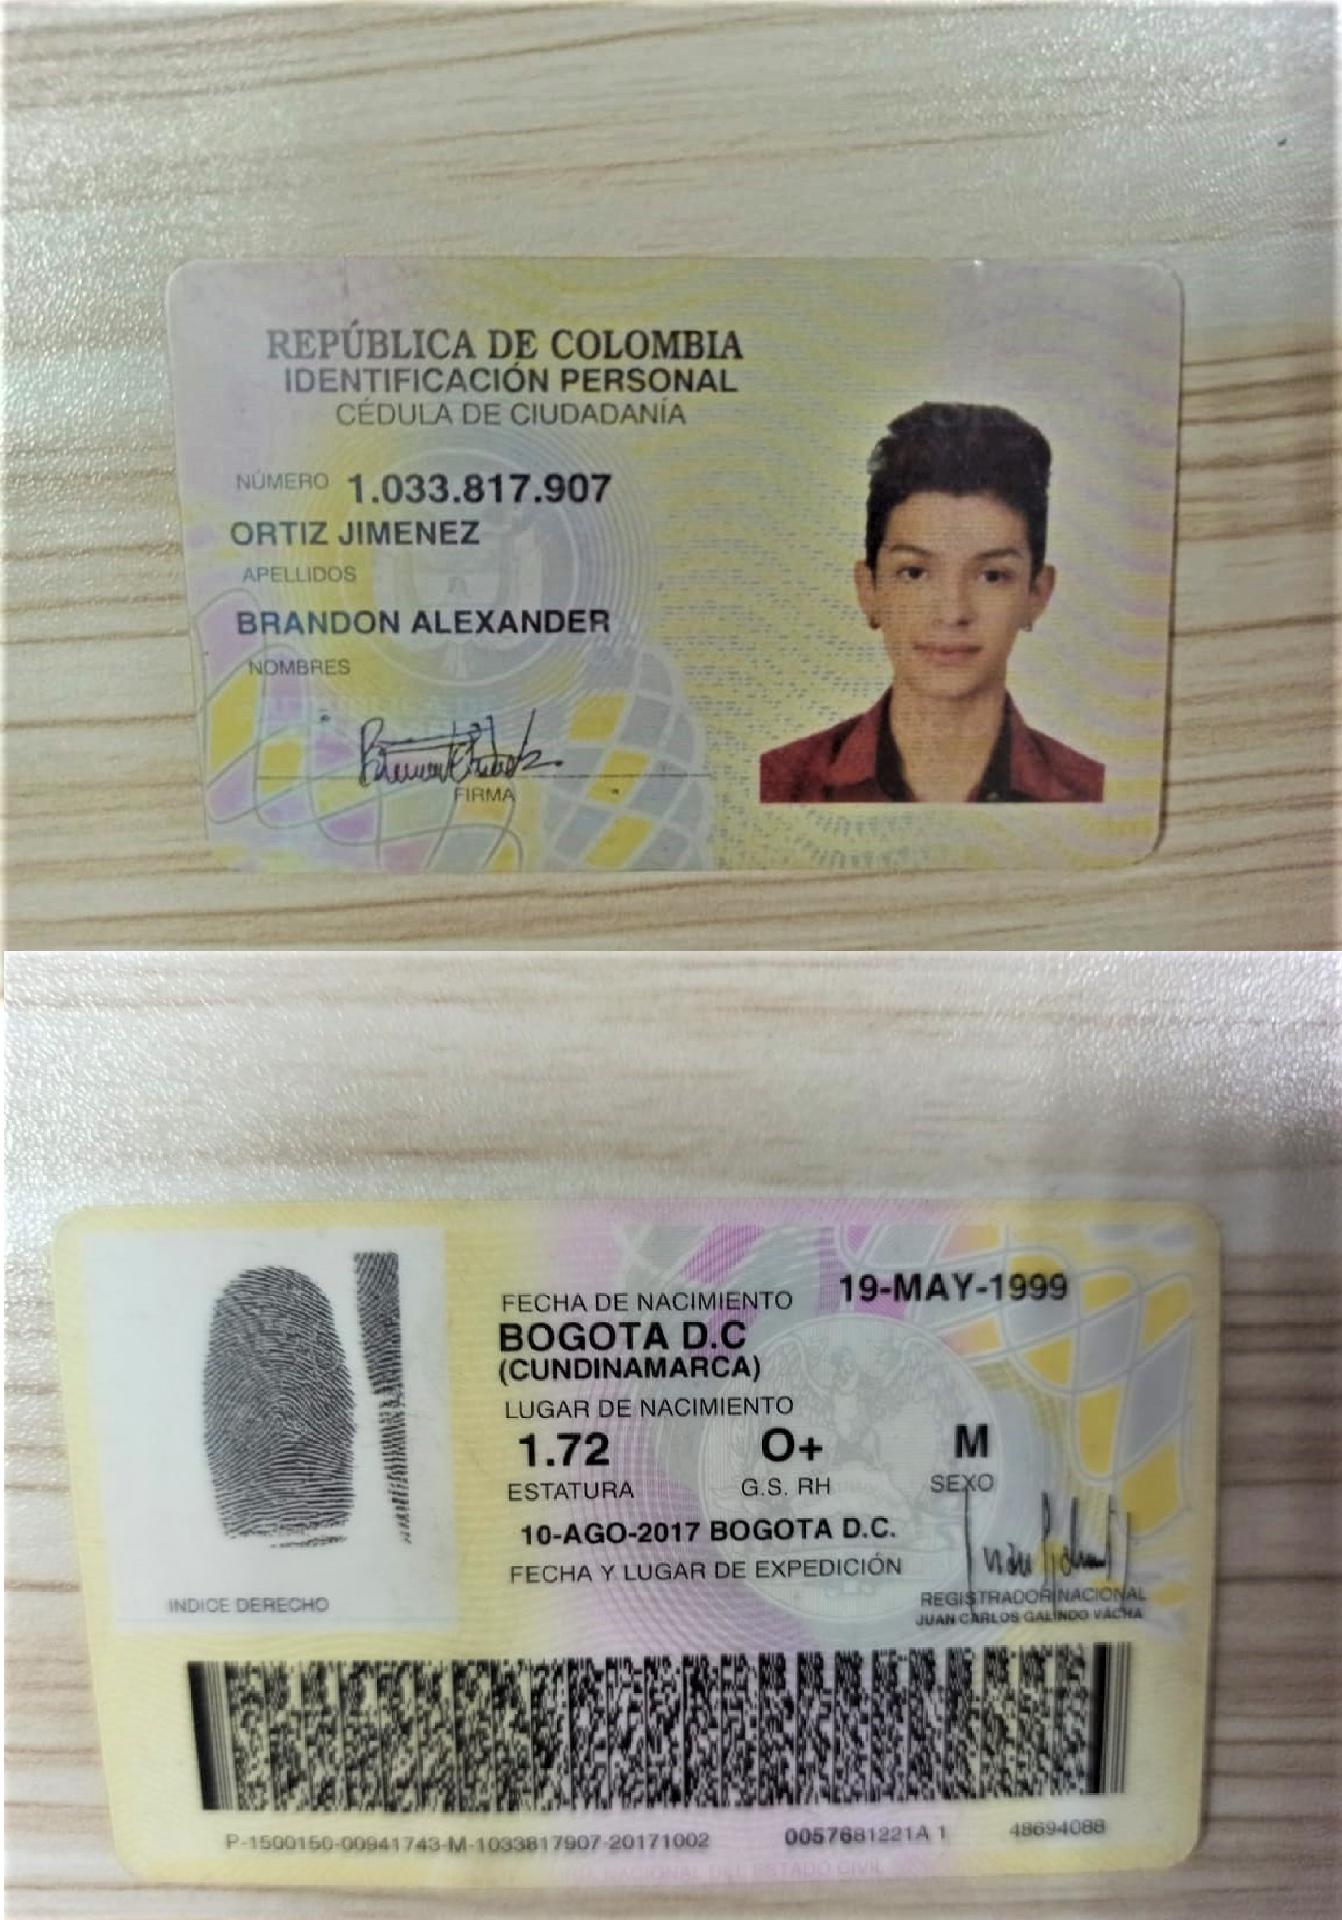 REPÚBLICA DE COLOMBIA
IDENTIFICACIÓN PERSONAL
CÉDULA DE CIUDADANÍA
NÚMERO 1.033.817.907
ORTIZ JIMENEZ
APELLIDOS
BRANDON ALEXANDER
NOMBRES
FIRMA
FECHA DE NACIMIENTO 19-MAY-1999
BOGOTA D.C
(CUNDINAMARCA)
LUGAR DE NACIMIENTO
1.72 O+ M
ESTATURA G.S. RH SEXO
10-AGO-2017 BOGOTA D.C.
FECHA Y LUGAR DE EXPEDICIÓN
REGISTRADOR NACIONAL
JUAN CARLOS GALINDO VACHA
INDICE DERECHO
P-1500150-00941743-M-1033817907-20171002 0057681221A 1 48694088
NACIONAL DEL ESTADO CIVIL